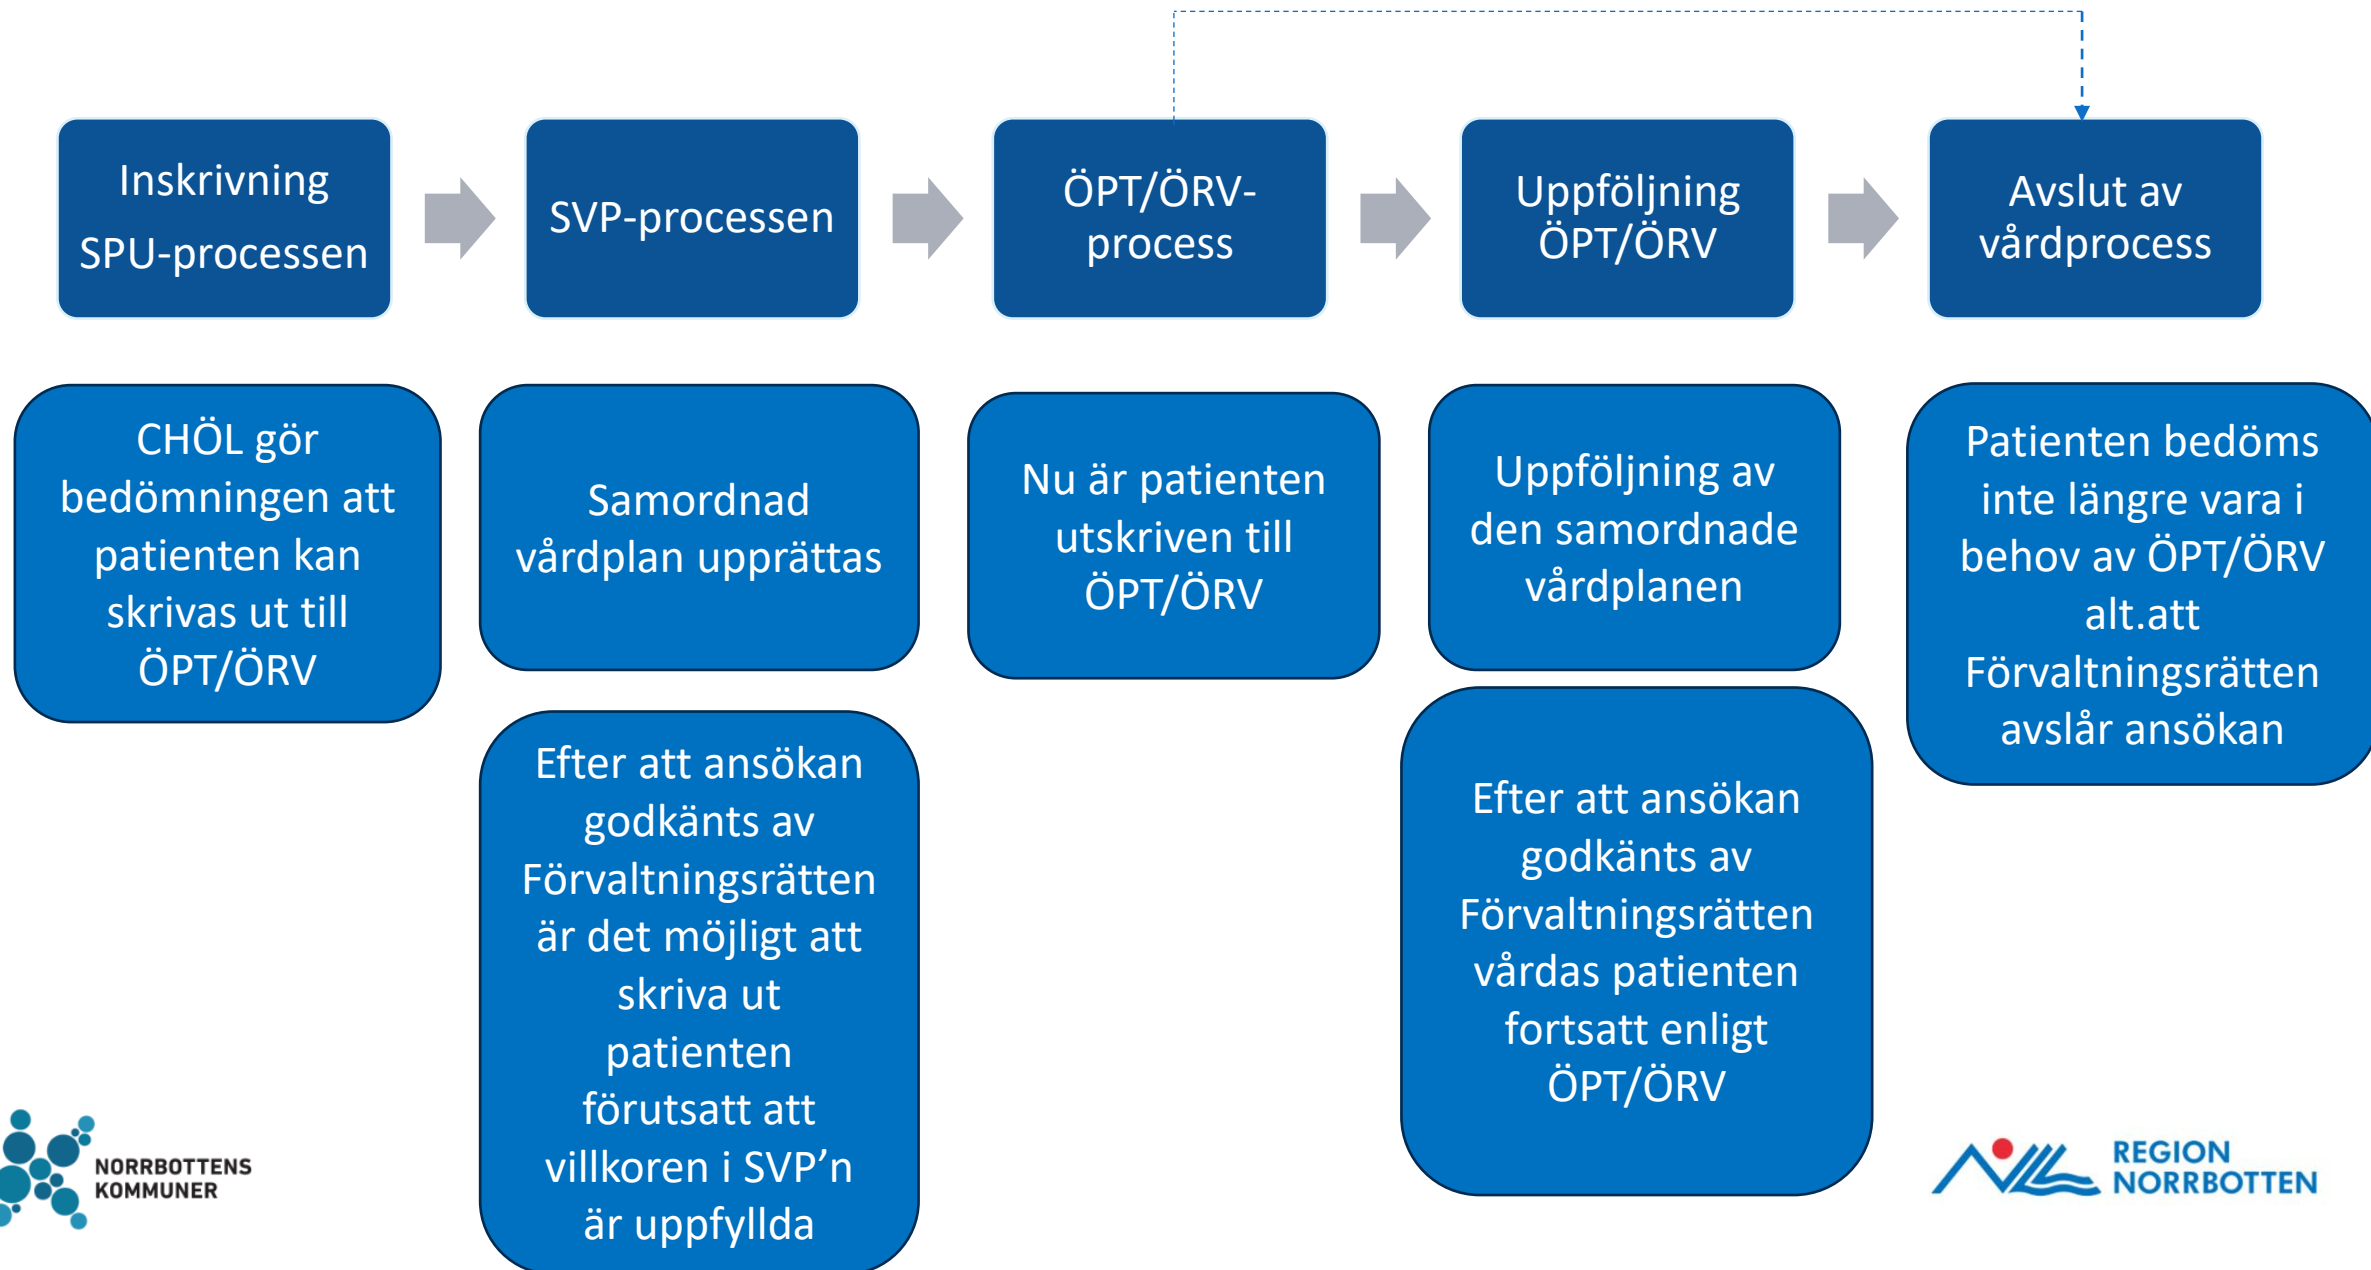 Inskrivning
SPU-processen
SVP-processen
ÖPT/ÖRV-
process
Uppföljning
ÖPT/ÖRV
Avslut av
vårdprocess
CHÖL gör
bedömningen att
patienten kan
skrivas ut till
ÖPT/ÖRV
Samordnad
vårdplan upprättas
Efter att ansökan
godkänts av
Förvaltningsrätten
är det möjligt att
skriva ut
patienten
förutsatt att
villkoren i SVP’n
är uppfyllda
Nu är patienten
utskriven till
ÖPT/ÖRV
Uppföljning av
den samordnade
vårdplanen
Efter att ansökan
godkänts av
Förvaltningsrätten
vårdas patienten
fortsatt enligt
ÖPT/ÖRV
Patienten bedöms
inte längre vara i
behov av ÖPT/ÖRV
alt.att
Förvaltningsrätten
avslår ansökan
NORRBOTTENS
KOMMUNER
REGION
NORRBOTTEN